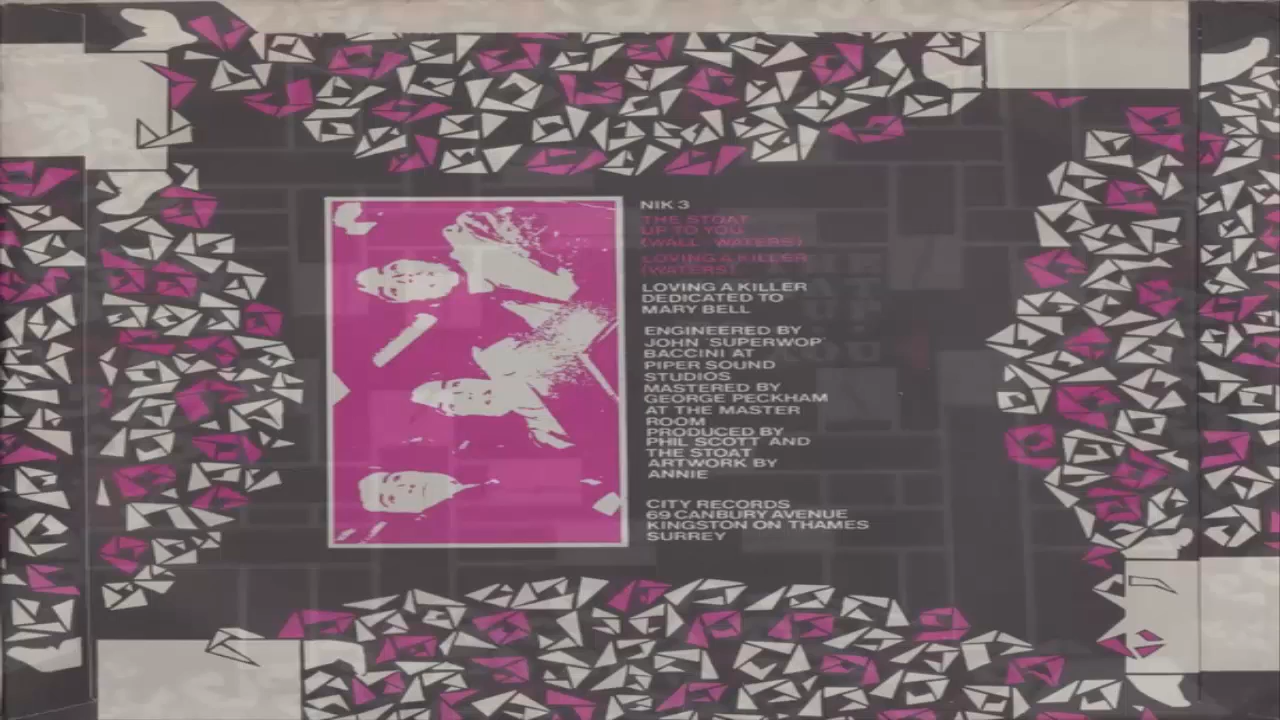 NIK 3
THE STOAT
UP TO YOU
(WALL WATERS)
LOVING A KILLER
(WATERS)
LOVING A KILLER
DEDICATED TO
MARY BELL
ENGINEERED BY
JOHN 'SUPERWOP'
BACCINI AT
PIPER SOUND
STUDIOS
MASTERED BY
GEORGE PECKHAM
AT THE MASTER
ROOM
PRODUCED BY
PHIL SCOTT AND
THE STOAT
ARTWORK BY
ANNIE
CITY RECORDS
69 CANBURY AVENUE
KINGSTON ON THAMES
SURREY